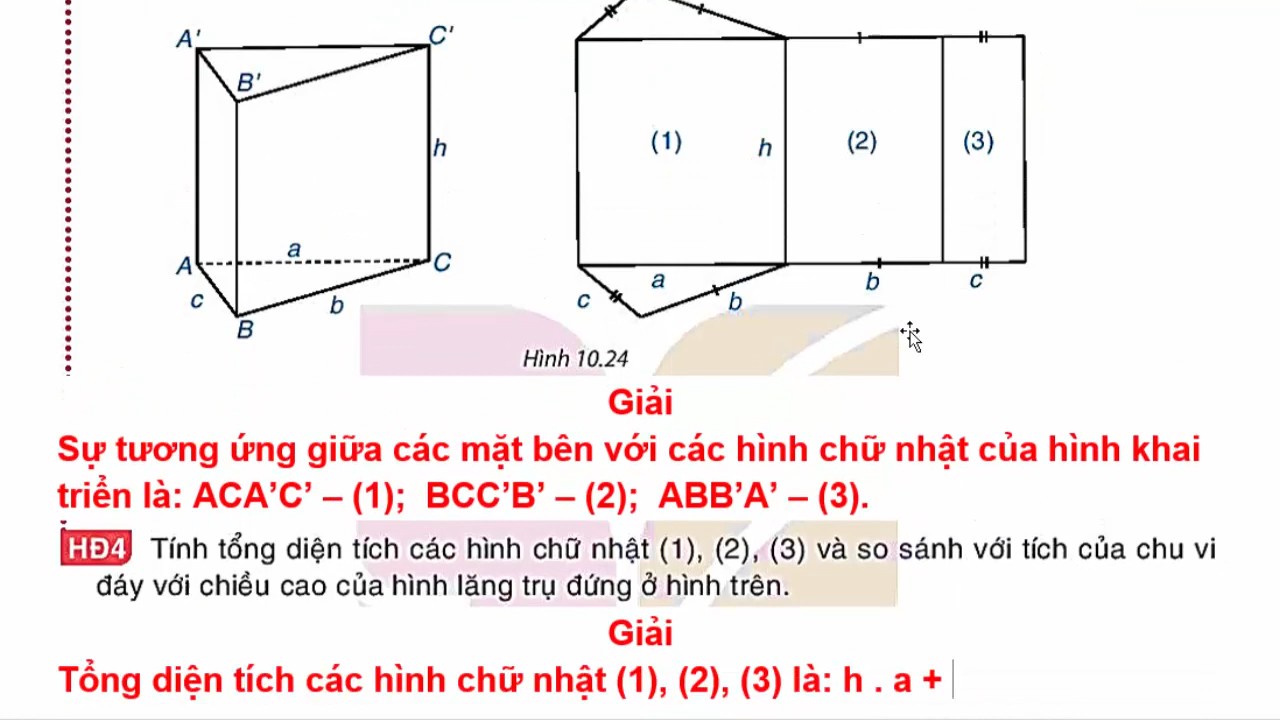 A' C'
B'
(1) h (2) (3)
h
a
A C
c b
B
a b c
c b
Hình 10.24
Giải
Sự tương ứng giữa các mặt bên với các hình chữ nhật của hình khai
triển là: ACA’C’ – (1); BCC’B’ – (2); ABB’A’ – (3).
HĐ4 Tính tổng diện tích các hình chữ nhật (1), (2), (3) và so sánh với tích của chu vi
đáy với chiều cao của hình lăng trụ đứng ở hình trên.
Giải
Tổng diện tích các hình chữ nhật (1), (2), (3) là: h . a +